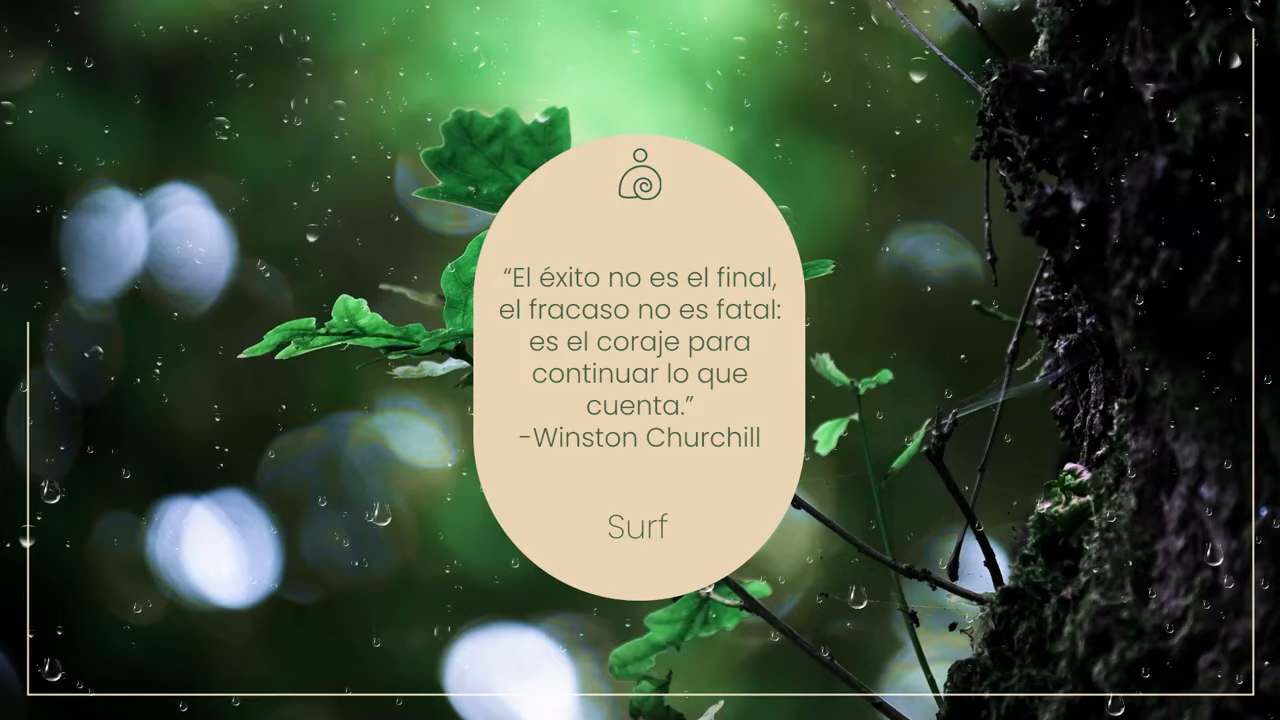 “El éxito no es el final,
el fracaso no es fatal:
es el coraje para
continuar lo que
cuenta.”
-Winston Churchill
Surf